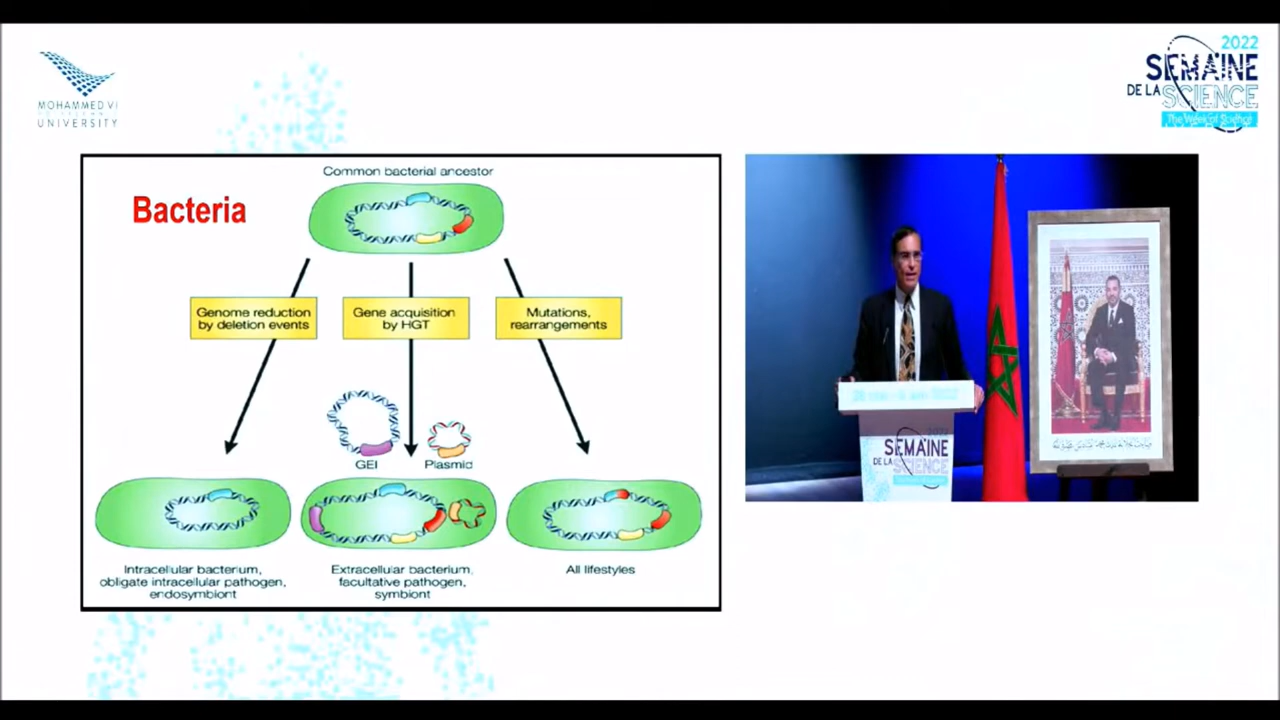 MOHAMMED VI
UNIVERSITY
2022
SEMAINE
DE LA SCIENCE
The Week of Science
Bacteria
Common bacterial ancestor
Genome reduction
by deletion events
Gene acquisition
by HGT
Mutations,
rearrangements
GEI
Plasmid
Intracellular bacterium,
obligate intracellular pathogen,
endosymbiont
Extracellular bacterium,
facultative pathogen,
symbiont
All lifestyles
2022
SEMAINE
DE LA SCIENCE